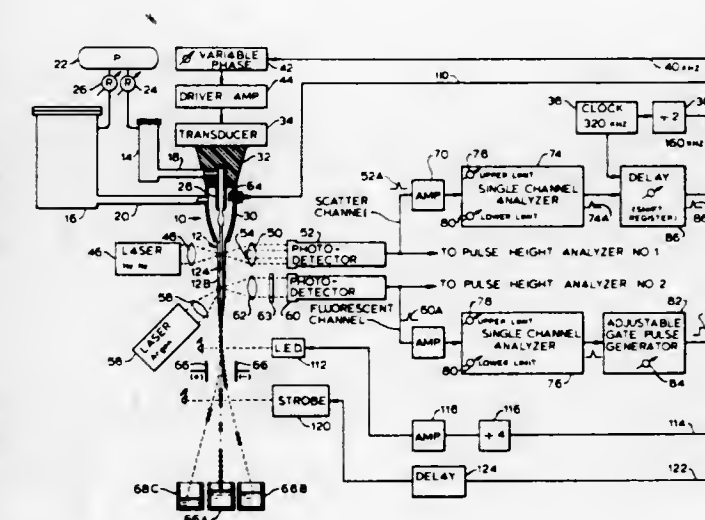 P
22
VARIABLE PHASE
42
40 KHZ
110
26
R
R
24
DRIVER AMP
44
TRANSDUCER
34
14
18
32
28
64
16
20
10
30
36
CLOCK 320 KHZ
÷ 2
160 KHZ
52A
70
AMP
78
UPPER LIMIT
74
SINGLE CHANNEL ANALYZER
80
LOWER LIMIT
74A
DELAY
(SHIFT REGISTER)
86
SCATTER CHANNEL
46
LASER
He Ne
48
12
12A
12B
54
50
52
PHOTO-DETECTOR
TO PULSE HEIGHT ANALYZER NO 1
PHOTO-DETECTOR
TO PULSE HEIGHT ANALYZER NO. 2
62
63
60
FLUORESCENT CHANNEL
60A
58
LASER Argon
56
AMP
78
UPPER LIMIT
SINGLE CHANNEL ANALYZER
80
LOWER LIMIT
76
82
ADJUSTABLE GATE PULSE GENERATOR
84
LED
112
66
66
(+)
(-)
STROBE
120
118
AMP
116
÷ 4
114
DELAY
124
122
68C
68B